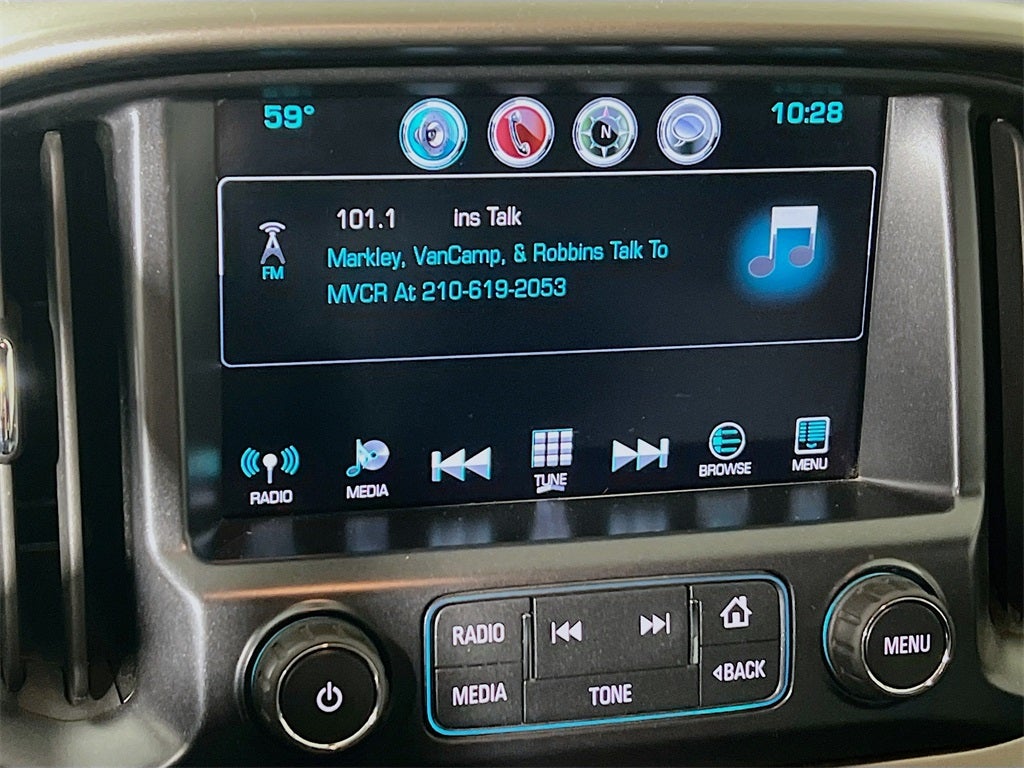 59°
N
10:28
101.1 ins Talk
FM
Markley, VanCamp, & Robbins Talk To
MVCR At 210-619-2053
RADIO
MEDIA
TUNE
BROWSE
MENU
RADIO
MEDIA
TONE
BACK
MENU